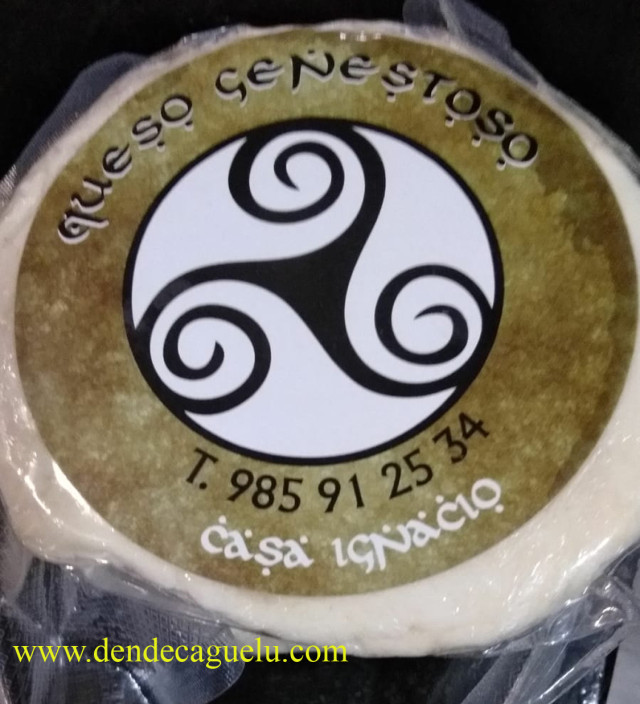 QUESO GENESTOSO
T. 985 91 25 34
CASA IGNACIO
www.dendecaguelu.com